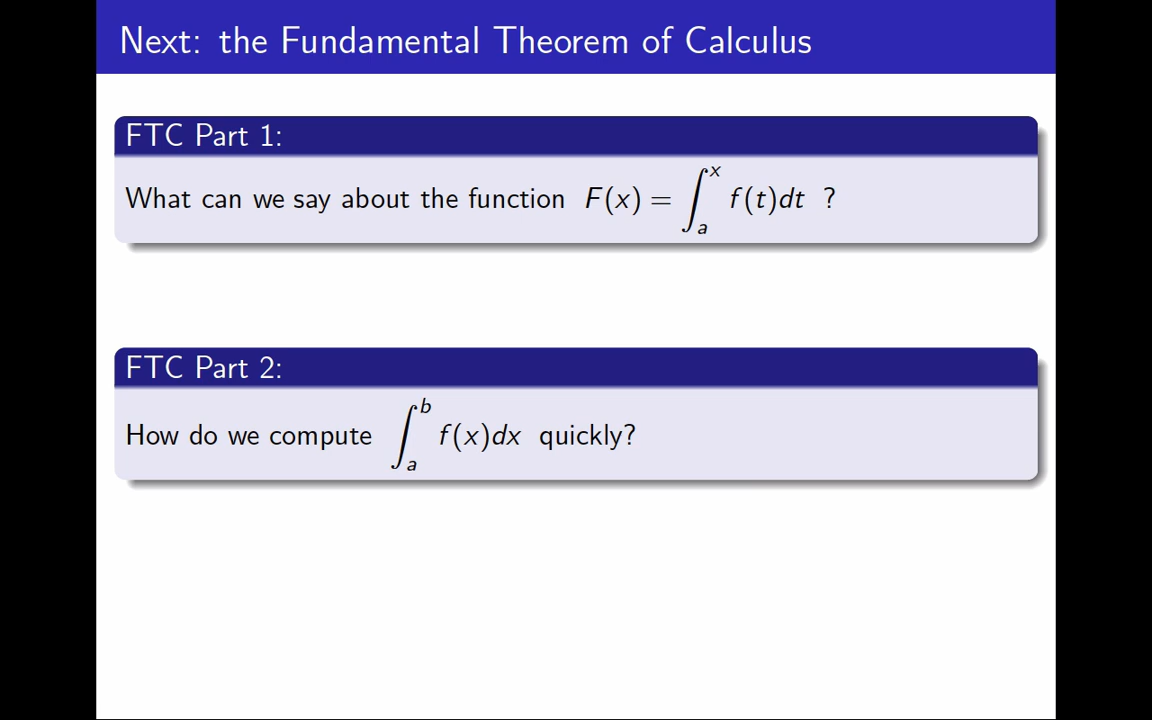 Next: the Fundamental Theorem of Calculus
FTC Part 1:
What can we say about the function F(x) = ∫_a^x f(t)dt ?
FTC Part 2:
How do we compute ∫_a^b f(x)dx quickly?